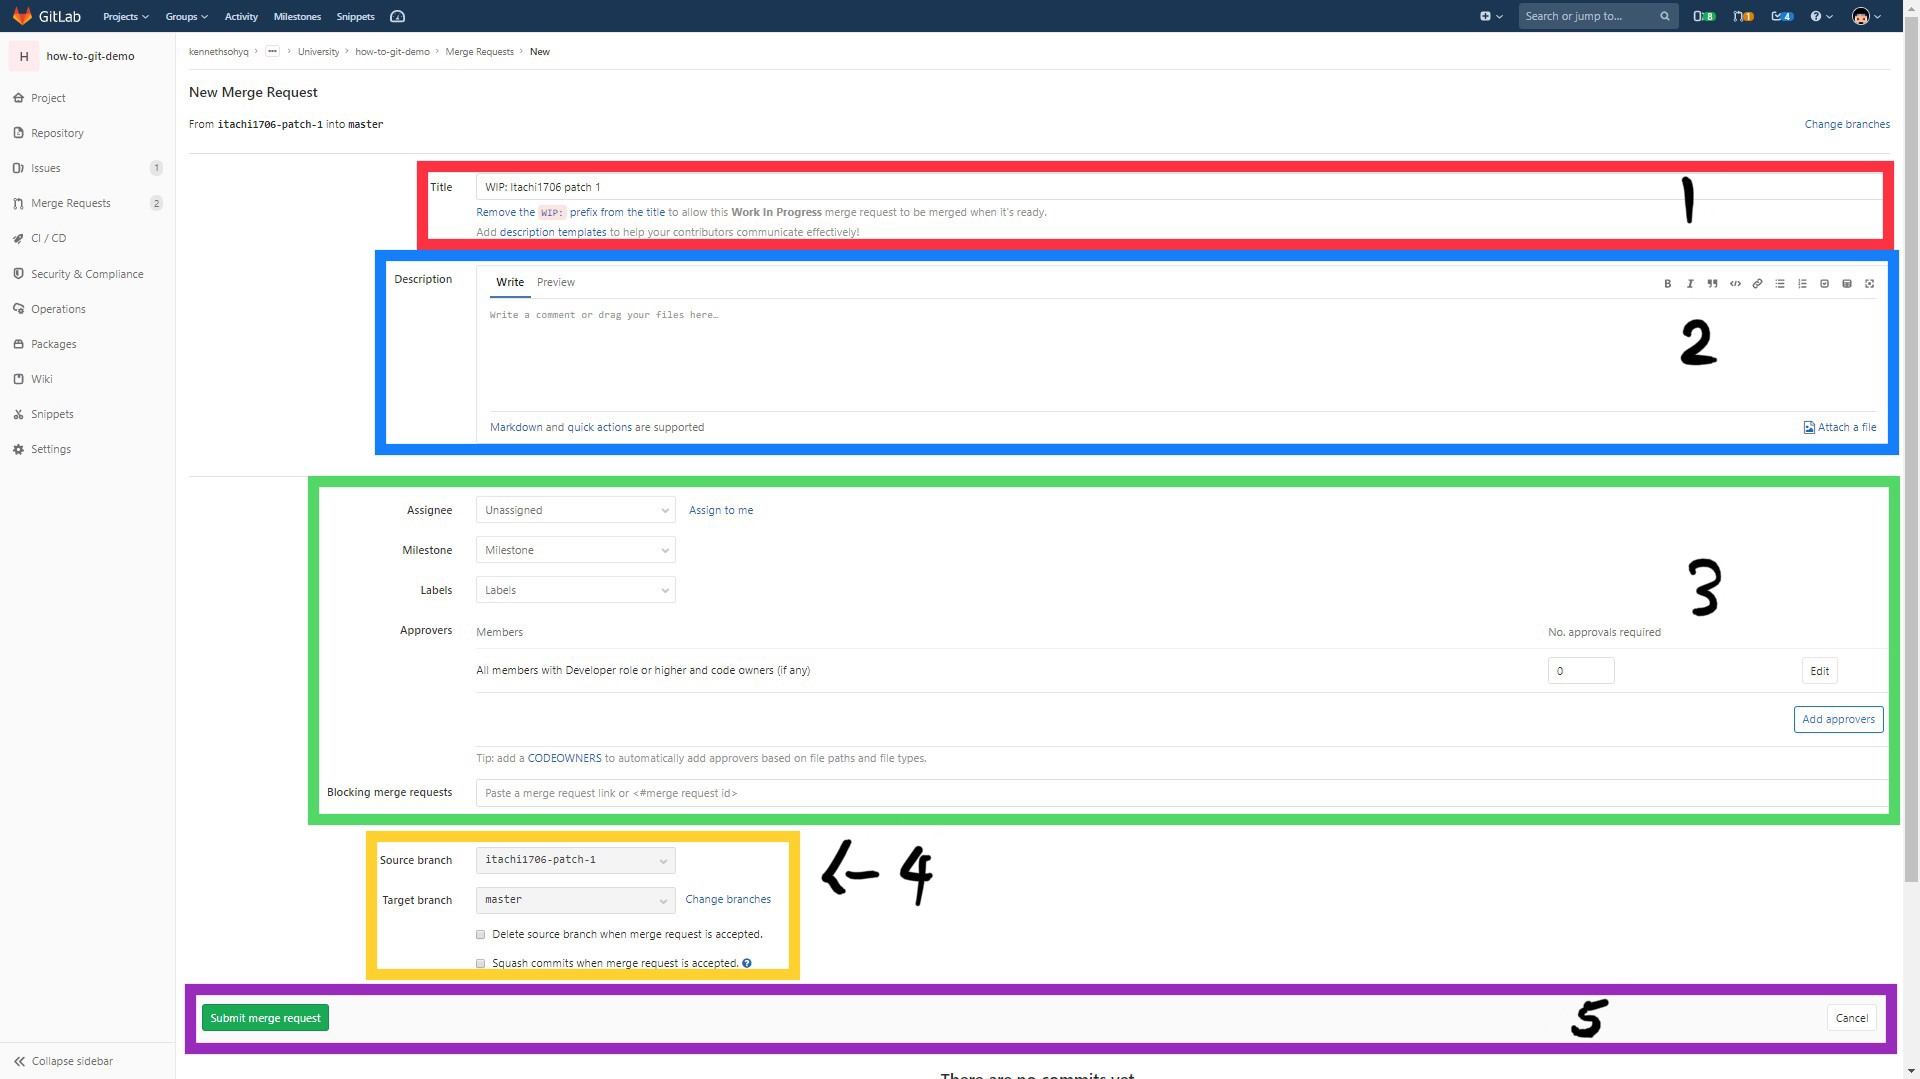 GitLab Projects Groups Activity Milestones Snippets Search or jump to... 8 1 4
H how-to-git-demo
kennethsohyq > ... > University > how-to-git-demo > Merge Requests > New
Project
Repository
Issues 1
Merge Requests 2
CI / CD
Security & Compliance
Operations
Packages
Wiki
Snippets
Settings
Collapse sidebar
New Merge Request
From itachi1706-patch-1 into master Change branches
Title WIP: Itachi1706 patch 1
1
Remove the WIP: prefix from the title to allow this Work In Progress merge request to be merged when it's ready.
Add description templates to help your contributors communicate effectively!
Description Write Preview
Write a comment or drag your files here…
2
Markdown and quick actions are supported Attach a file
Assignee Unassigned Assign to me
Milestone Milestone
Labels Labels
3
Approvers Members No. approvals required
All members with Developer role or higher and code owners (if any) 0 Edit
Add approvers
Tip: add a CODEOWNERS to automatically add approvers based on file paths and file types.
Blocking merge requests Paste a merge request link or <#merge request id>
Source branch itachi1706-patch-1
<- 4
Target branch master Change branches
Delete source branch when merge request is accepted.
Squash commits when merge request is accepted. ?
Submit merge request 5 Cancel
There are no commits yet